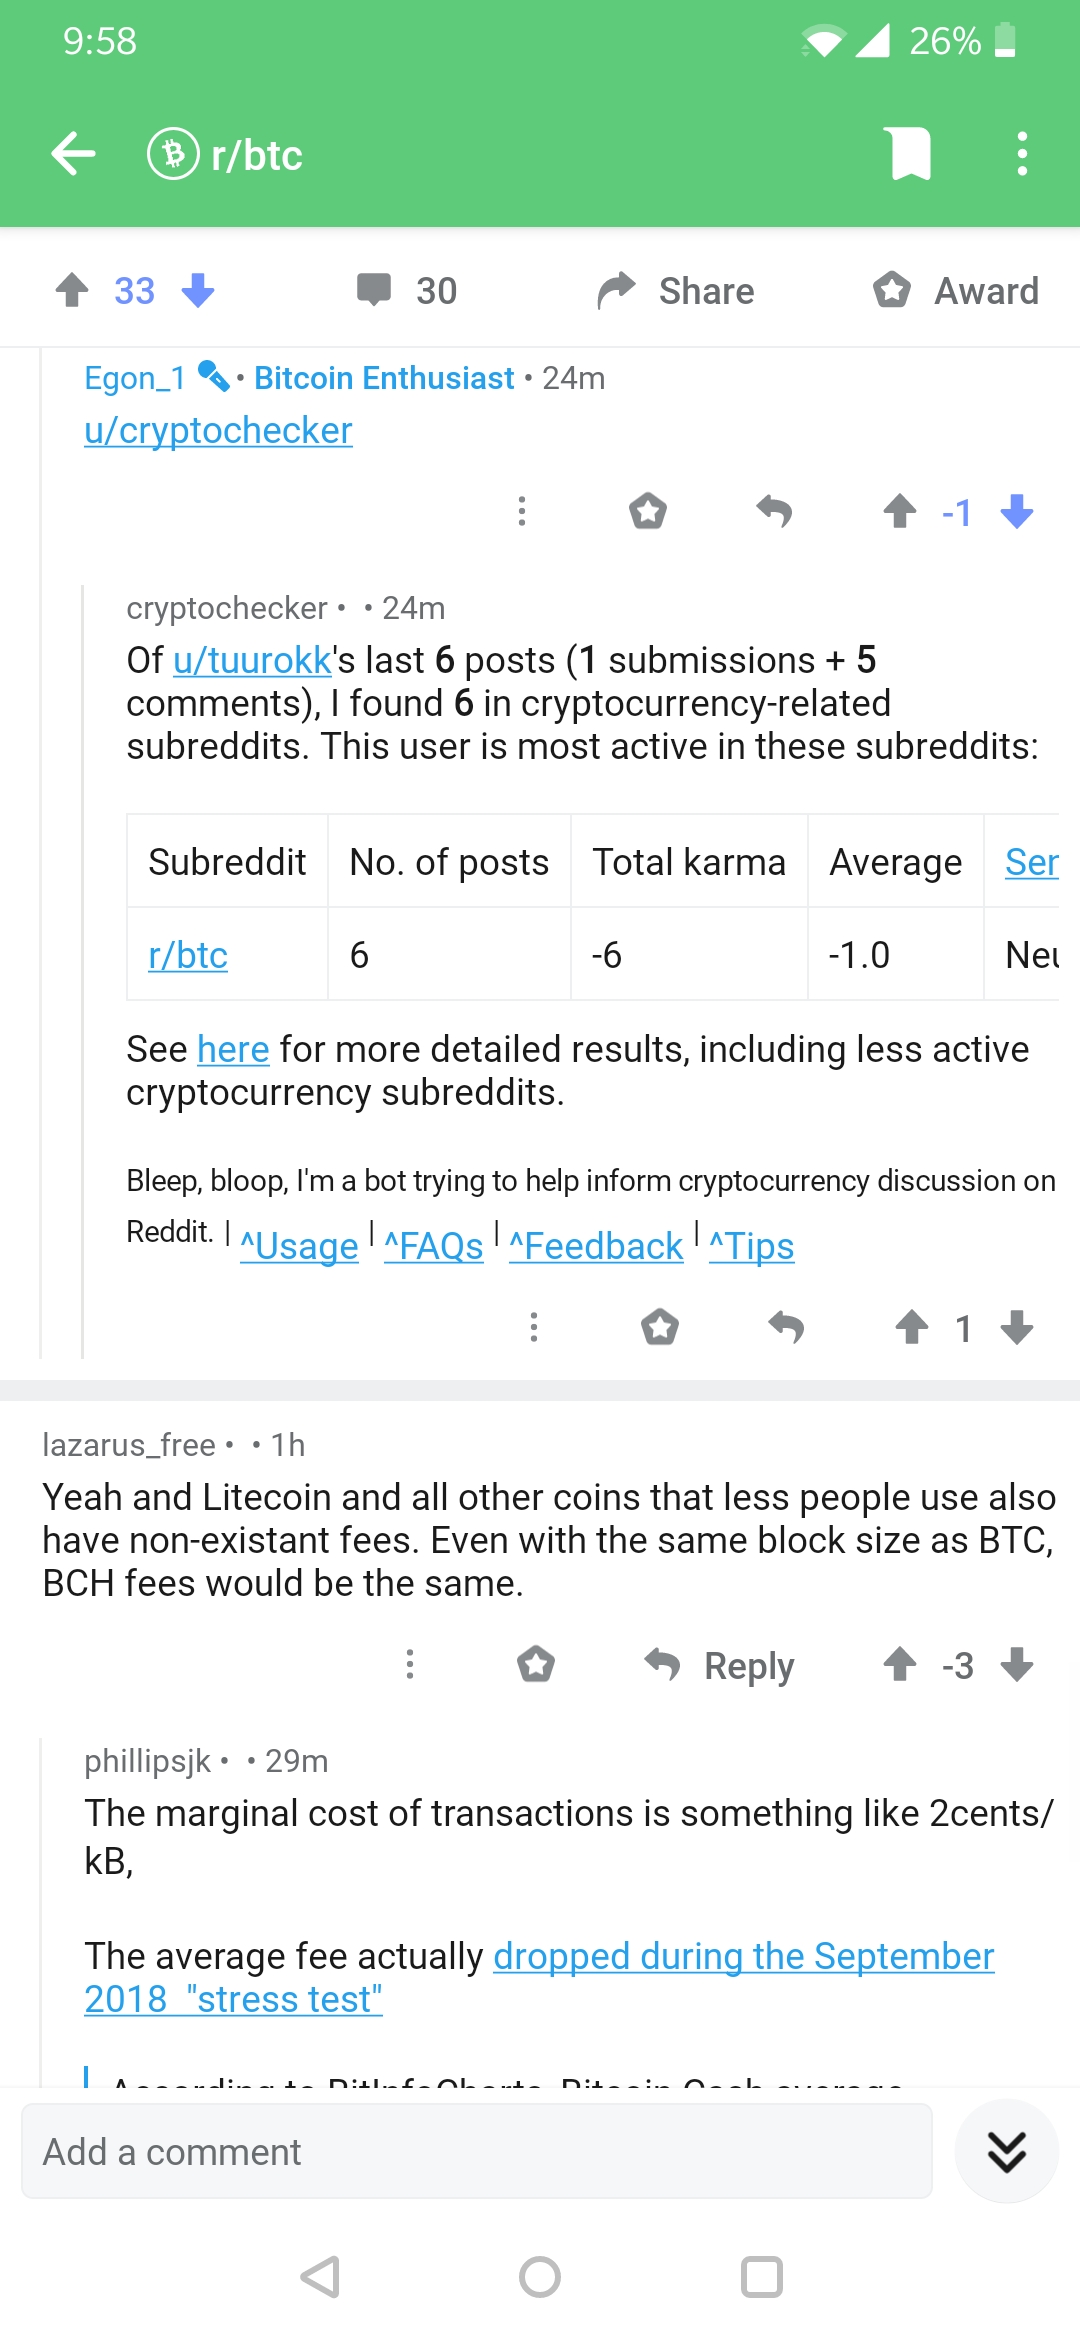 9:58
26%
r/btc
33
30
Share
Award
Egon_1 • Bitcoin Enthusiast • 24m
u/cryptochecker
-1
cryptochecker • • 24m
Of u/tuurokk's last 6 posts (1 submissions + 5
comments), I found 6 in cryptocurrency-related
subreddits. This user is most active in these subreddits:
Subreddit No. of posts Total karma Average
r/btc 6 -6 -1.0
See here for more detailed results, including less active
cryptocurrency subreddits.
Bleep, bloop, I'm a bot trying to help inform cryptocurrency discussion on
Reddit. | ^Usage | ^FAQs | ^Feedback | ^Tips
1
lazarus_free • • 1h
Yeah and Litecoin and all other coins that less people use also
have non-existant fees. Even with the same block size as BTC,
BCH fees would be the same.
Reply
-3
phillipsjk • • 29m
The marginal cost of transactions is something like 2cents/
kB,
The average fee actually dropped during the September
2018 "stress test"
According to BitInfoCharts, Bitcoin Cash average
Add a comment